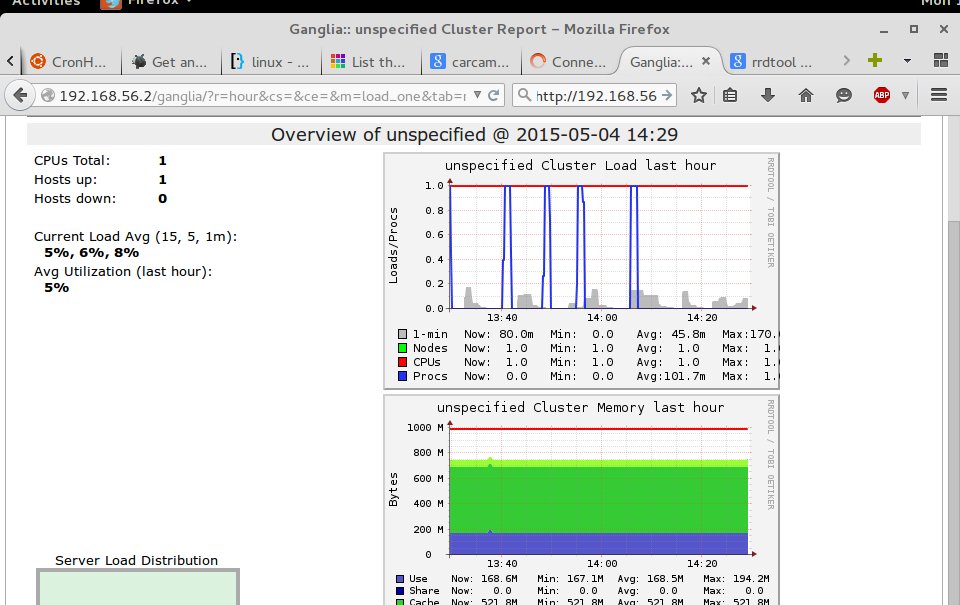 Activities Firefox Mon 1
Ganglia:: unspecified Cluster Report – Mozilla Firefox
CronH... Get an... linux - ... List th... carcam... Conne... Ganglia:... rrdtool ...
192.168.56.2/ganglia/?r=hour&cs=&ce=&m=load_one&tab= http://192.168.56 ABP
Overview of unspecified @ 2015-05-04 14:29
CPUs Total: 1
Hosts up: 1
Hosts down: 0
Current Load Avg (15, 5, 1m):
5%, 6%, 8%
Avg Utilization (last hour):
5%
Server Load Distribution
unspecified Cluster Load last hour
RRDTOOL / TOBI OETIKER
Loads/Procs
1.0
0.8
0.6
0.4
0.2
0.0
13:40 14:00 14:20
1-min Now: 80.0m Min: 0.0 Avg: 45.8m Max:170.0
Nodes Now: 1.0 Min: 1.0 Avg: 1.0 Max: 1.
CPUs Now: 1.0 Min: 1.0 Avg: 1.0 Max: 1.
Procs Now: 0.0 Min: 0.0 Avg:101.7m Max: 1.
unspecified Cluster Memory last hour
RRDTOOL / TOBI OETIKER
Bytes
1000 M
800 M
600 M
400 M
200 M
0
13:40 14:00 14:20
Use Now: 168.6M Min: 167.1M Avg: 168.5M Max: 194.2M
Share Now: 0.0 Min: 0.0 Avg: 0.0 Max: 0.0
Cache Now: 521.8M Min: 521.8M Avg: 521.8M Max: 521.8M